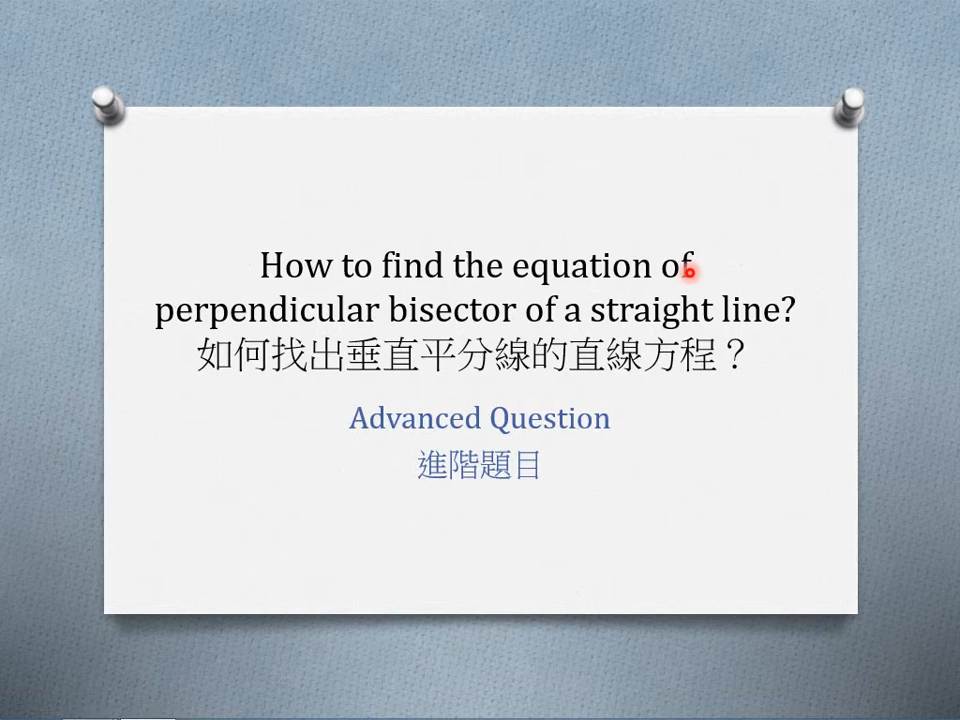 How to find the equation of
perpendicular bisector of a straight line?
如何找出垂直平分線的直線方程？
Advanced Question
進階題目